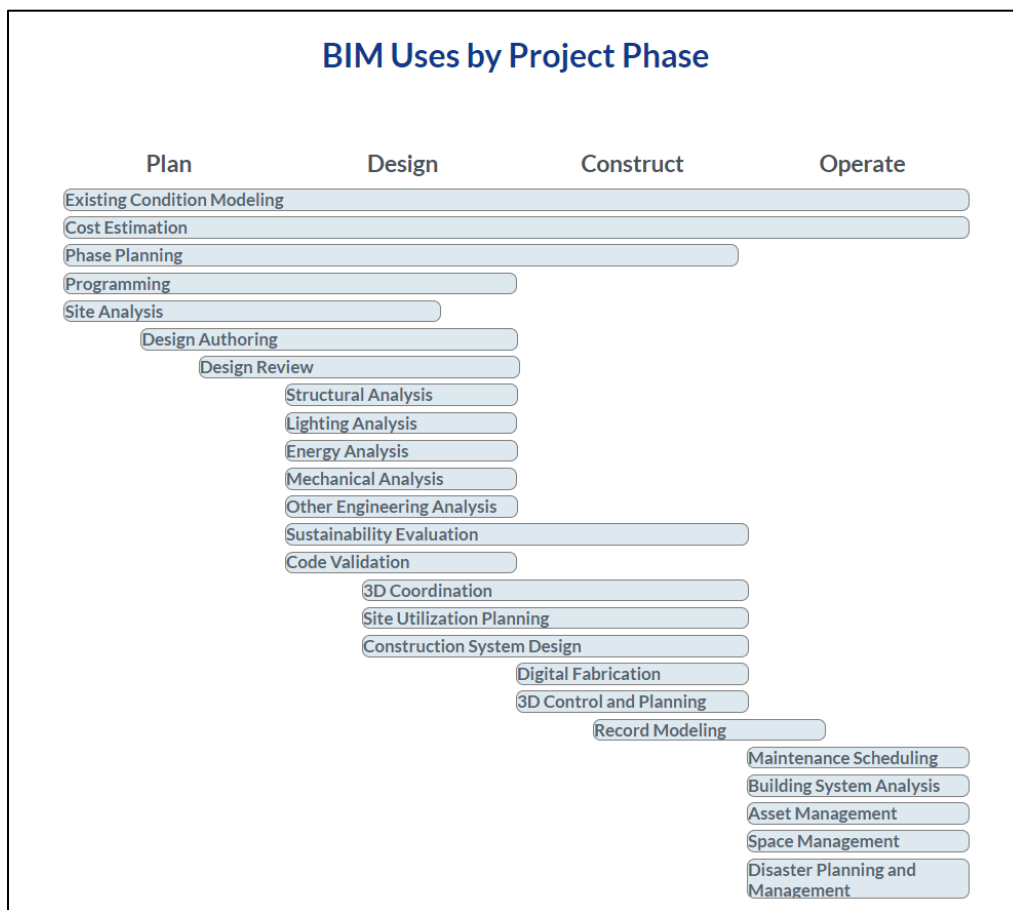 BIM Uses by Project Phase
Plan Design Construct Operate
Existing Condition Modeling
Cost Estimation
Phase Planning
Programming
Site Analysis
Design Authoring
Design Review
Structural Analysis
Lighting Analysis
Energy Analysis
Mechanical Analysis
Other Engineering Analysis
Sustainability Evaluation
Code Validation
3D Coordination
Site Utilization Planning
Construction System Design
Digital Fabrication
3D Control and Planning
Record Modeling
Maintenance Scheduling
Building System Analysis
Asset Management
Space Management
Disaster Planning and
Management